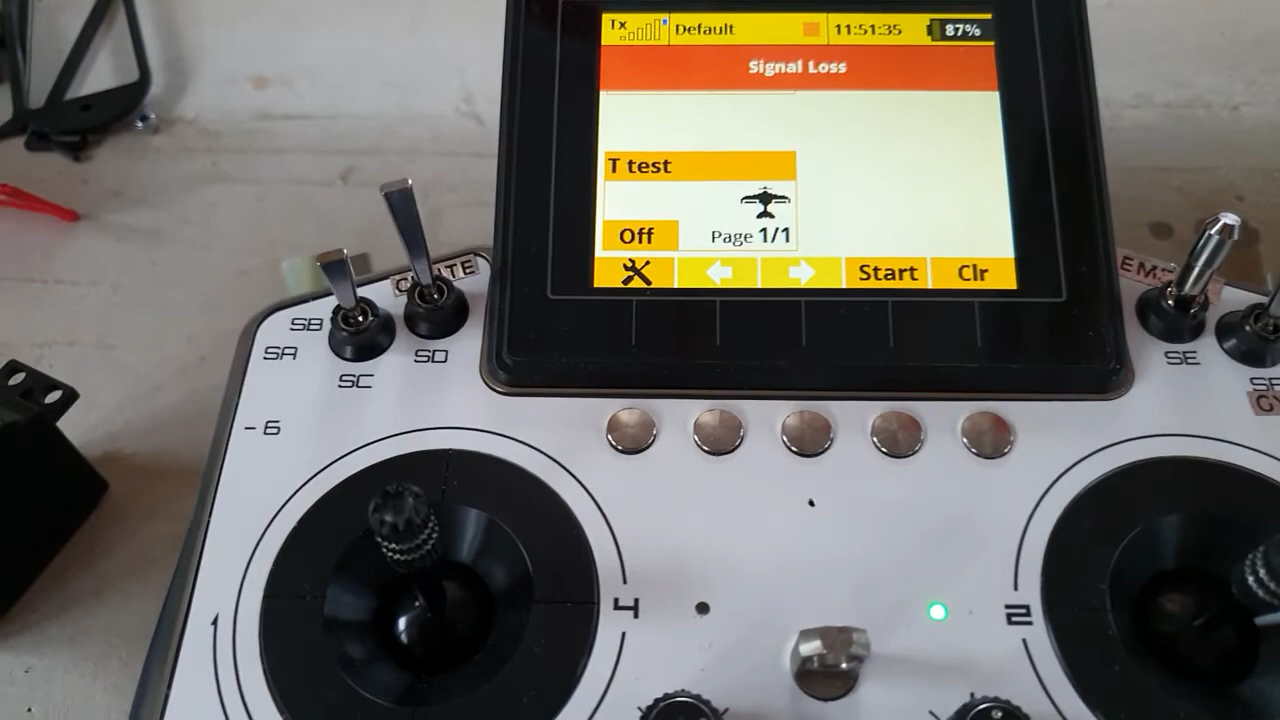 Tx Default 11:51:35 87%
Signal Loss
T test
Off Page 1/1
Start Clr
SB
SA
SC
SD
SE
-6
4
2